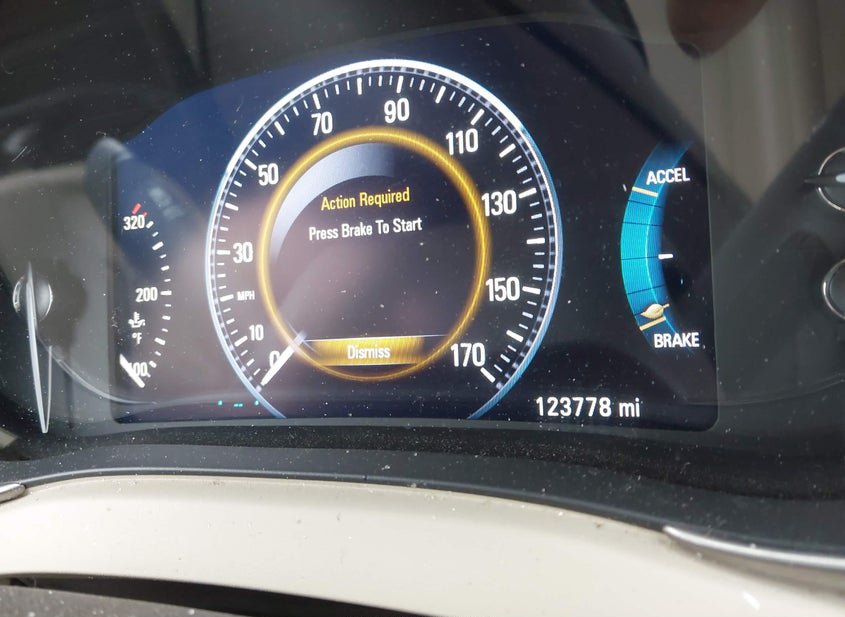 90
70
110
50
130
30
150
MPH
10
0
170
320
200
°F
100
Action Required
Press Brake To Start
Dismiss
ACCEL
BRAKE
123778 mi